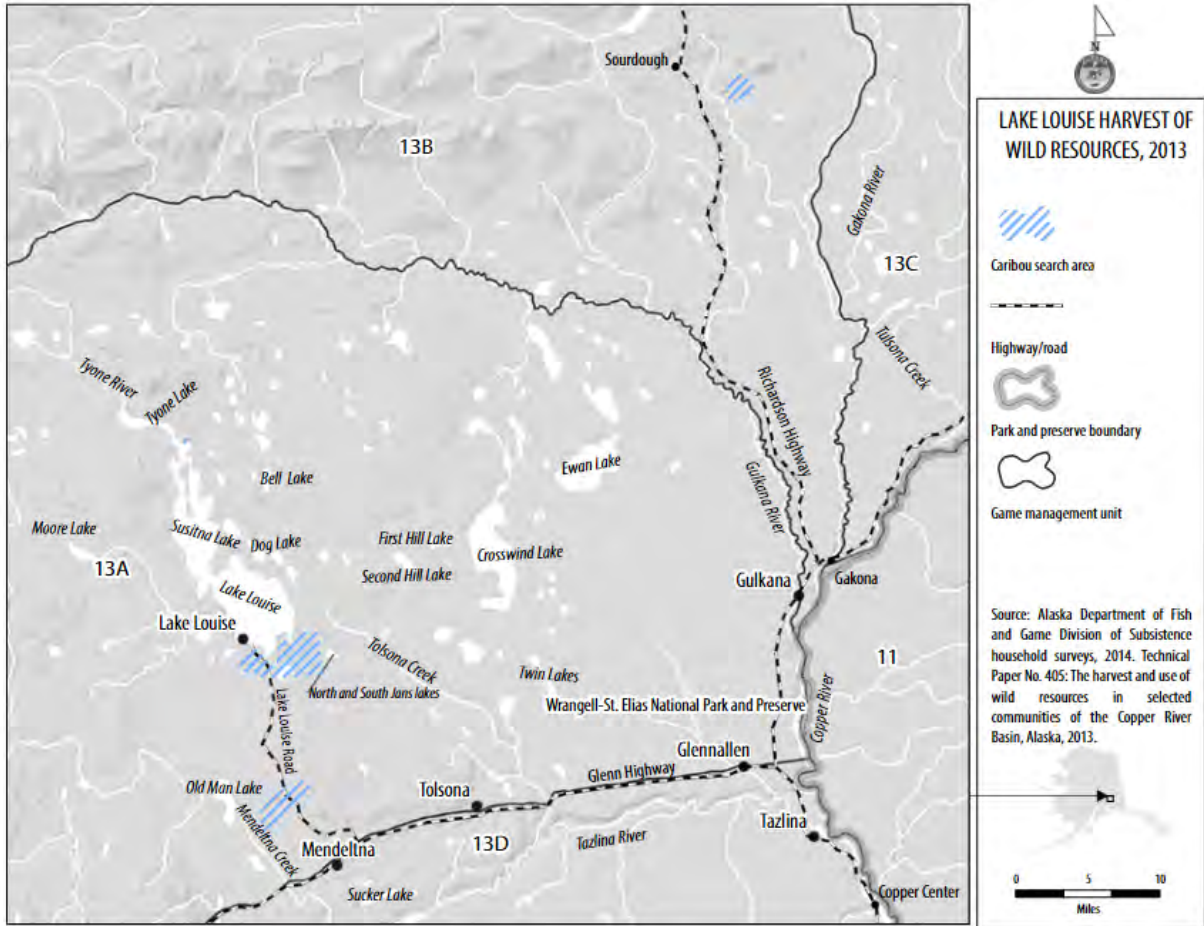 Sourdough
13B
Gakona River
13C
Tulsona Creek
Tyone River
Tyone Lake
Richardson Highway
Ewan Lake
Bell Lake
Gulkana River
Moore Lake
Susitna Lake
Dog Lake
First Hill Lake
Crosswind Lake
13A
Second Hill Lake
Gulkana
Gakona
Lake Louise
Lake Louise
Tolsona Creek
11
Twin Lakes
North and South Jans lakes
Wrangell-St. Elias National Park and Preserve
Copper River
Lake Louise Road
Glennallen
Glenn Highway
Old Man Lake
Tolsona
Tazlina
Mendeltna Creek
13D
Tazlina River
Mendeltna
Sucker Lake
Copper Center
N
LAKE LOUISE HARVEST OF
WILD RESOURCES, 2013
Caribou search area
Highway/road
Park and preserve boundary
Game management unit
Source: Alaska Department of Fish
and Game Division of Subsistence
household surveys, 2014. Technical
Paper No. 405: The harvest and use of
wild resources in selected
communities of the Copper River
Basin, Alaska, 2013.
0 5 10
Miles